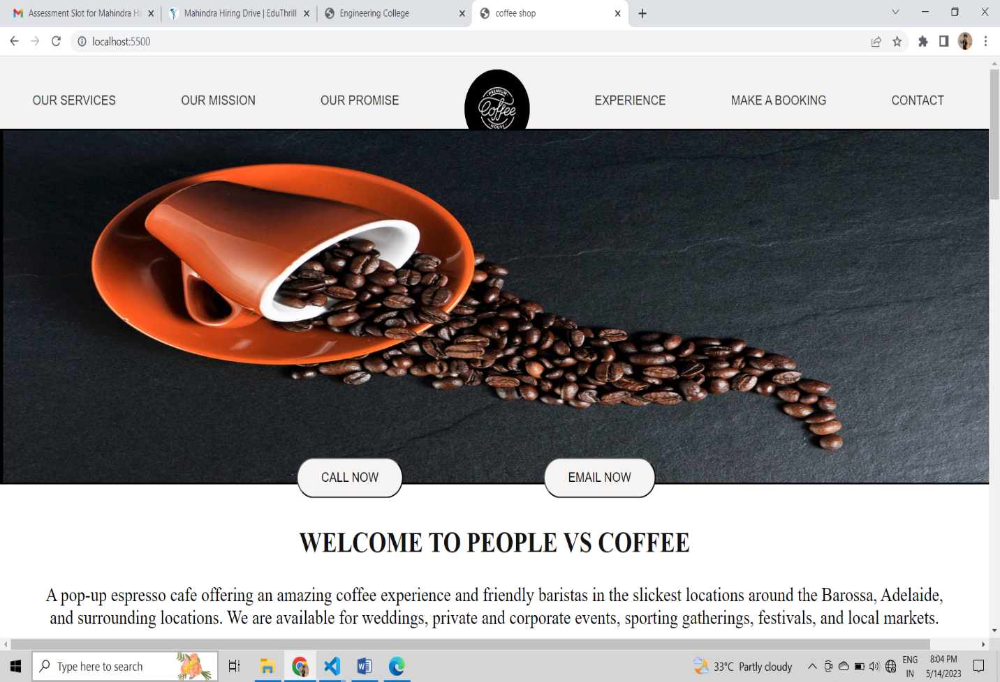 Assessment Slot for Mahindra Hi
Mahindra Hiring Drive | EduThrill
Engineering College
coffee shop
localhost:5500
OUR SERVICES
OUR MISSION
OUR PROMISE
PREMIUM
Coffee
HOUSE
EXPERIENCE
MAKE A BOOKING
CONTACT
CALL NOW
EMAIL NOW
WELCOME TO PEOPLE VS COFFEE
A pop-up espresso cafe offering an amazing coffee experience and friendly baristas in the slickest locations around the Barossa, Adelaide,
and surrounding locations. We are available for weddings, private and corporate events, sporting gatherings, festivals, and local markets.
Type here to search
33°C Partly cloudy
ENG
IN
8:04 PM
5/14/2023